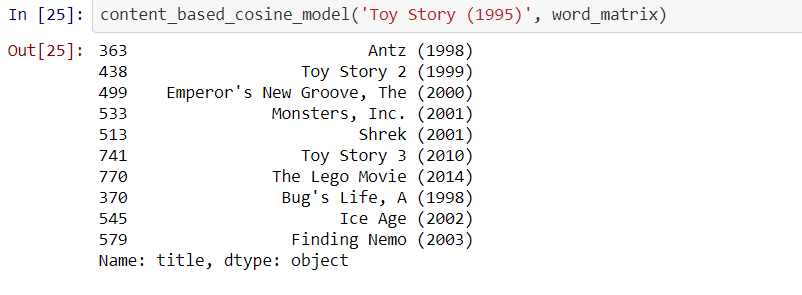 In [25]: content_based_cosine_model('Toy Story (1995)', word_matrix)
Out[25]: 363 Antz (1998)
438 Toy Story 2 (1999)
499 Emperor's New Groove, The (2000)
533 Monsters, Inc. (2001)
513 Shrek (2001)
741 Toy Story 3 (2010)
770 The Lego Movie (2014)
370 Bug's Life, A (1998)
545 Ice Age (2002)
579 Finding Nemo (2003)
Name: title, dtype: object